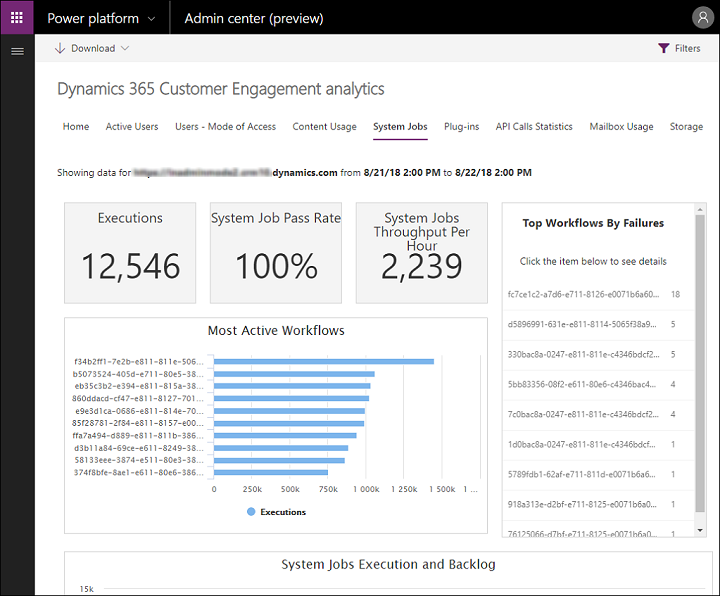 Power platform
Admin center (preview)
Download
Filters
Dynamics 365 Customer Engagement analytics
Home Active Users Users - Mode of Access Content Usage System Jobs Plug-ins API Calls Statistics Mailbox Usage Storage
Showing data for dynamics.com from 8/21/18 2:00 PM to 8/22/18 2:00 PM
Executions
12,546
System Job Pass Rate
100%
System Jobs
Throughput Per
Hour
2,239
Top Workflows By Failures
Click the item below to see details
fc7ce1c2-a7d6-e711-8126-e0071b6a60... 18
d5896991-631e-e811-8114-5065f38a9... 5
330bac8a-0247-e811-811e-c4346bdcf2... 5
5bb83356-08f2-e611-80e6-c4346bac4... 4
7c0bac8a-0247-e811-811e-c4346bdcf2... 4
1d0bac8a-0247-e811-811e-c4346bdcf... 1
5789fdb1-62af-e711-811d-e0071b6a6... 1
918a313e-d2bf-e711-8125-e0071b6a0... 1
76125066-d7bf-e711-8125-e0071b6a0... 1
Most Active Workflows
f34b2ff1-7e2b-e811-811e-506...
b5073524-405d-e711-80e5-38...
eb35c3b2-e394-e811-815a-38...
860ddacd-cf47-e811-8127-701...
e9e3d1ca-0686-e811-814e-70...
85f28781-2f84-e811-8157-e00...
ffa7a494-d889-e811-811b-386...
d3b11a84-69ce-e611-8249-38...
58133eee-3874-e511-80e3-38...
374f8bfe-8ae1-e611-80e6-386...
0 250k 500k 750k 1 000k 1 250k 1 500k 1 ...
Executions
System Jobs Execution and Backlog
15k